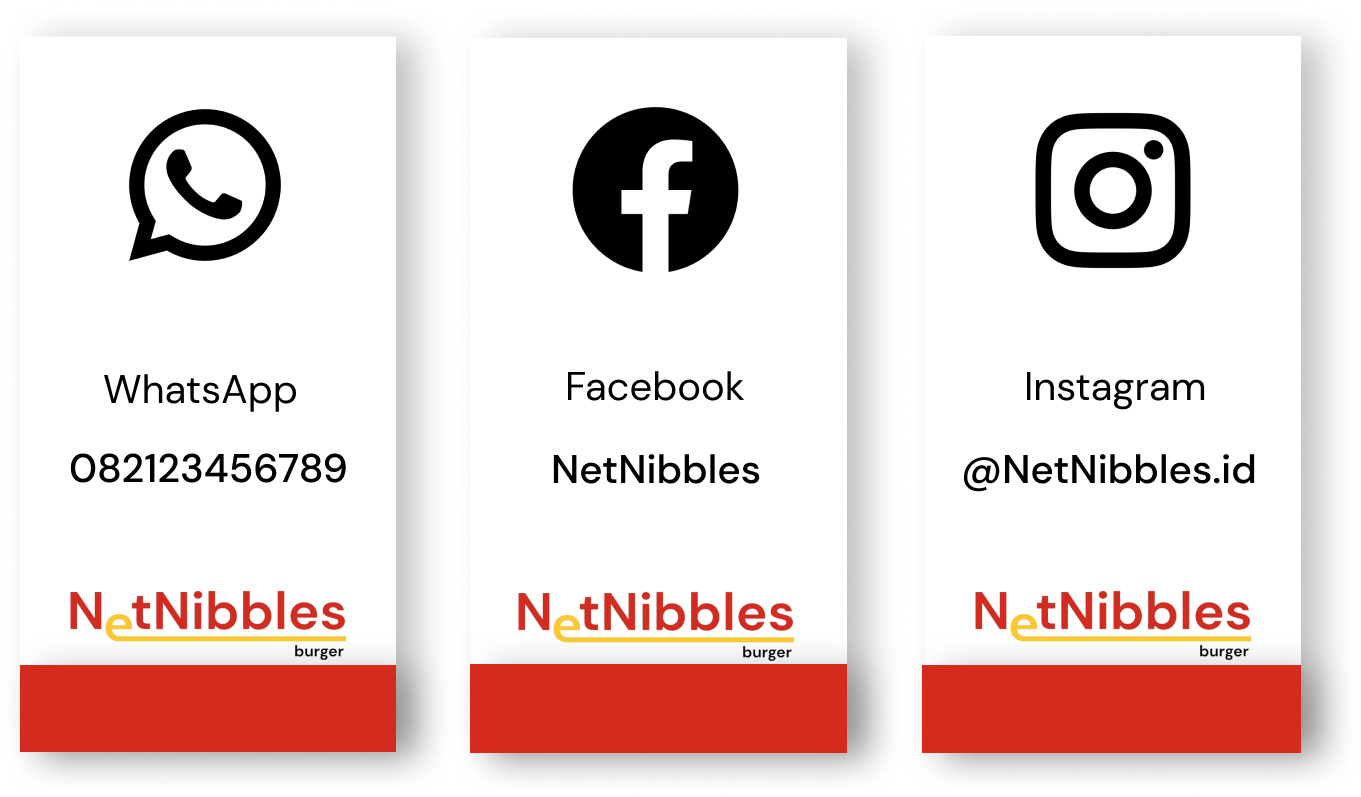 WhatsApp
082123456789
NetNibbles
burger
Facebook
NetNibbles
NetNibbles
burger
Instagram
@NetNibbles.id
NetNibbles
burger